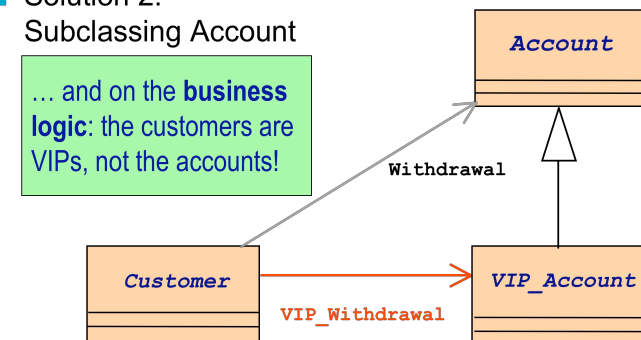 Solution 2:
Subclassing Account
… and on the business
logic: the customers are
VIPs, not the accounts!
Account
Withdrawal
Customer
VIP_Account
VIP_Withdrawal